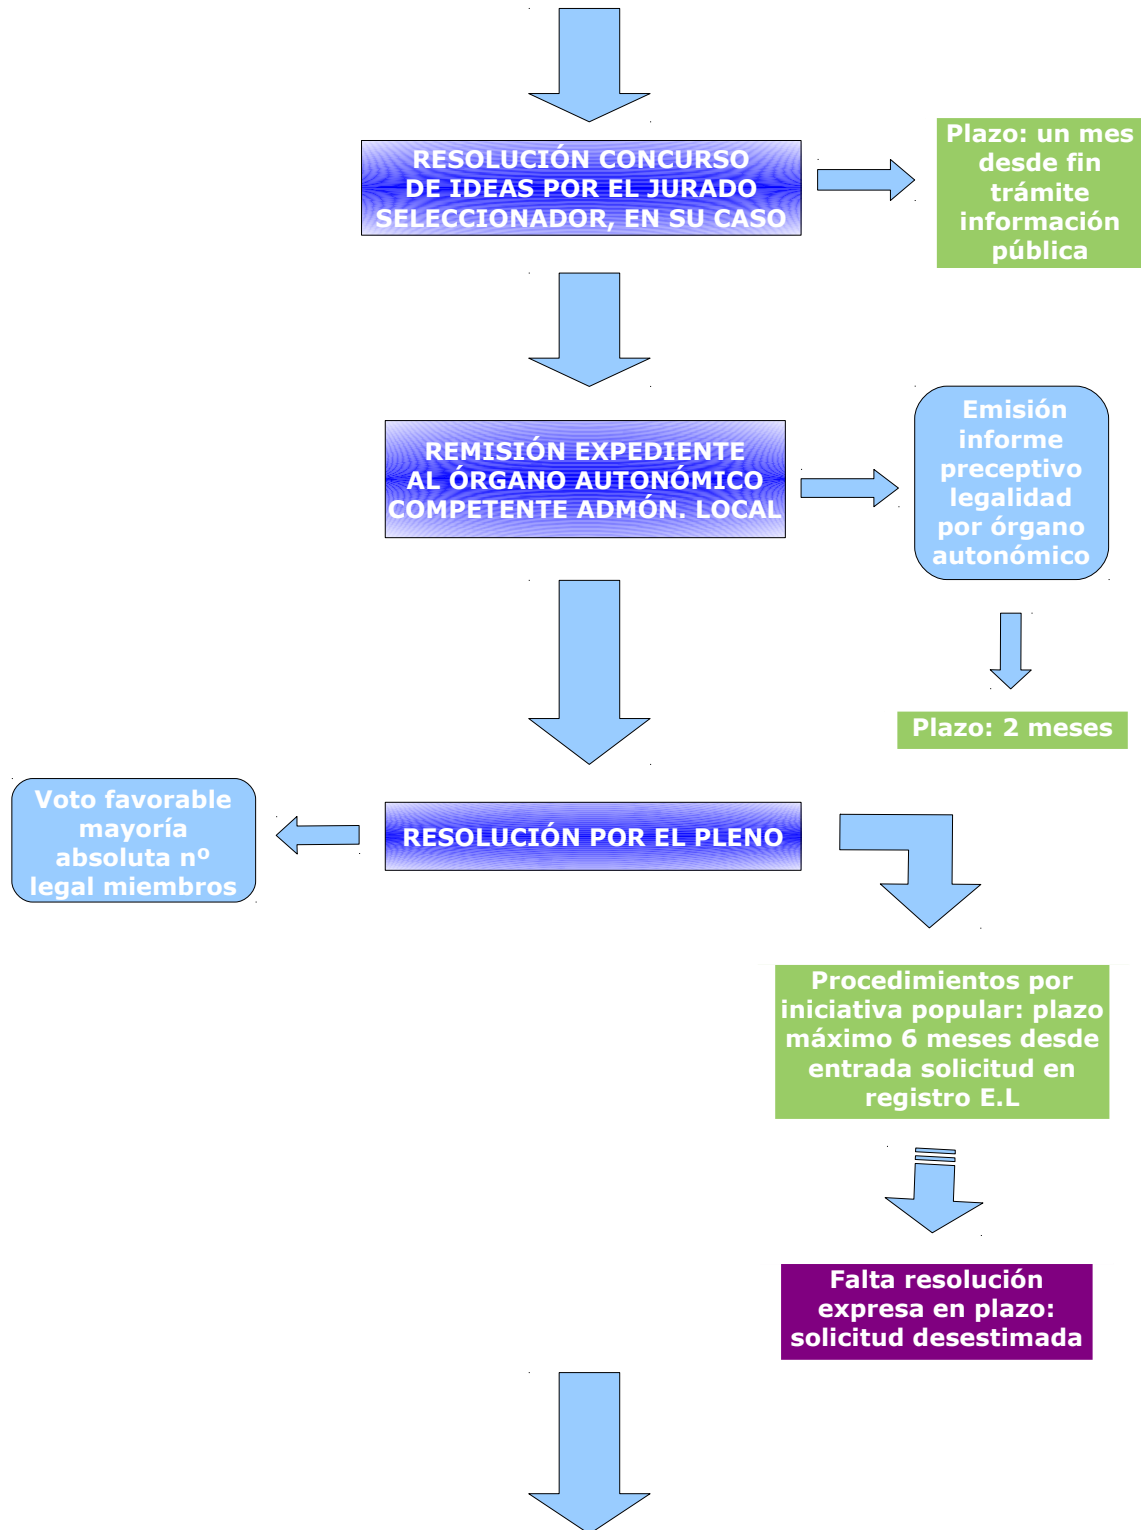 RESOLUCIÓN CONCURSO
DE IDEAS POR EL JURADO
SELECCIONADOR, EN SU CASO
Plazo: un mes
desde fin
trámite
información
pública
REMISIÓN EXPEDIENTE
AL ÓRGANO AUTONÓMICO
COMPETENTE ADMÓN. LOCAL
Emisión
informe
preceptivo
legalidad
por órgano
autonómico
Plazo: 2 meses
Voto favorable
mayoría
absoluta nº
legal miembros
RESOLUCIÓN POR EL PLENO
Procedimientos por
iniciativa popular: plazo
máximo 6 meses desde
entrada solicitud en
registro E.L
Falta resolución
expresa en plazo:
solicitud desestimada